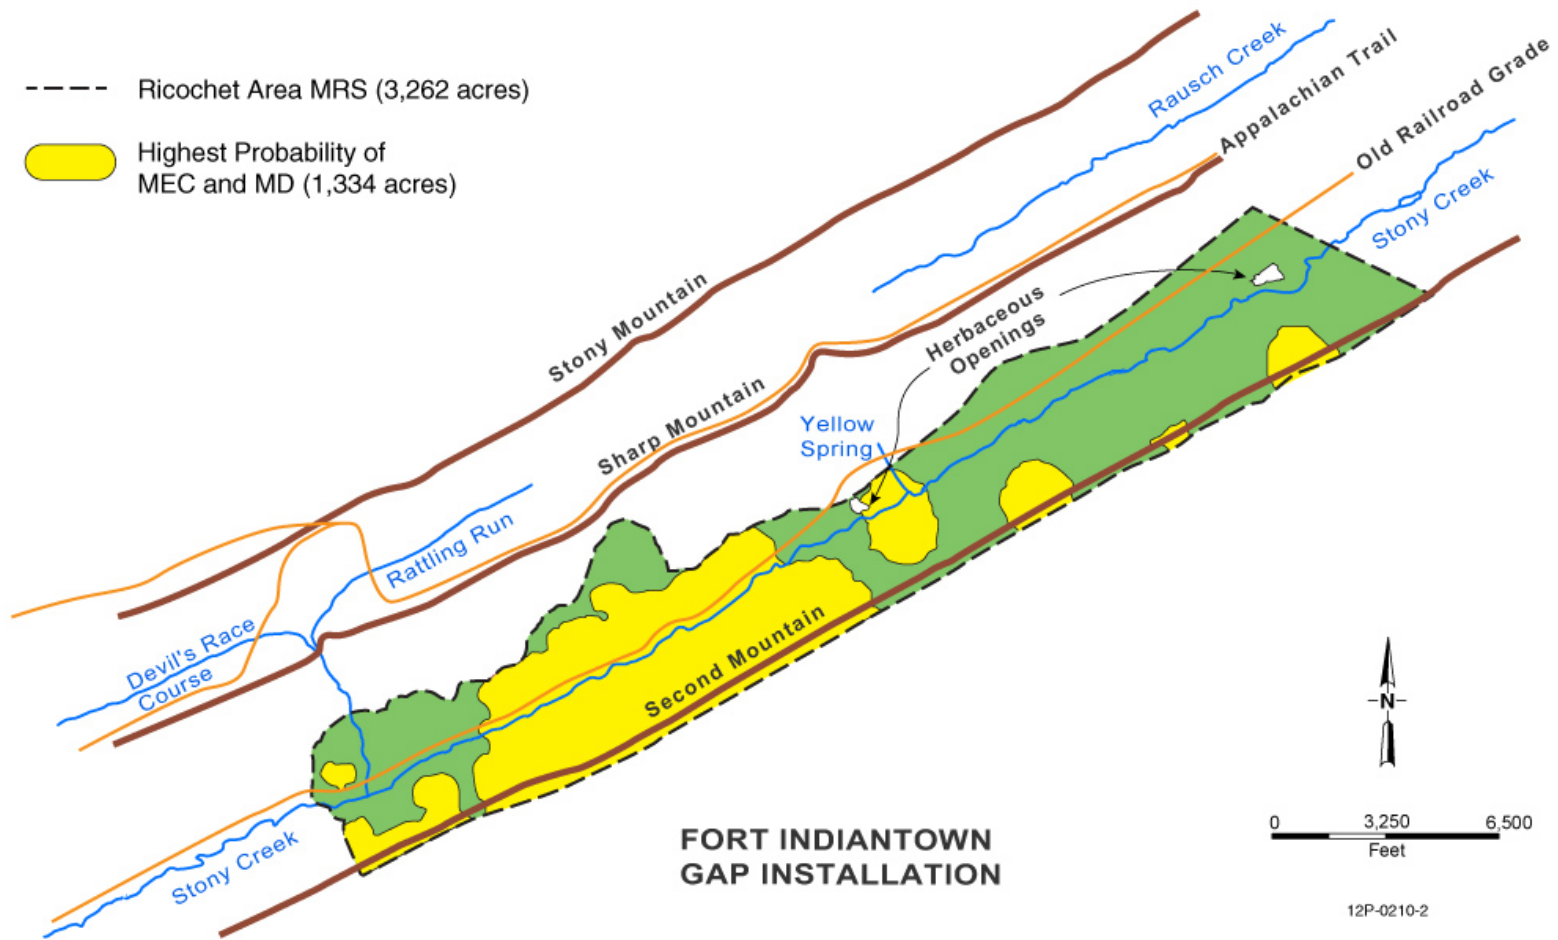 Ricochet Area MRS (3,262 acres)
Highest Probability of
MEC and MD (1,334 acres)
Rausch Creek
Appalachian Trail
Old Railroad Grade
Stony Creek
Stony Mountain
Herbaceous
Openings
Sharp Mountain
Yellow
Spring
Rattling Run
Devil's Race
Course
Second Mountain
Stony Creek
N
FORT INDIANTOWN
GAP INSTALLATION
0 3,250 6,500
Feet
12P-0210-2